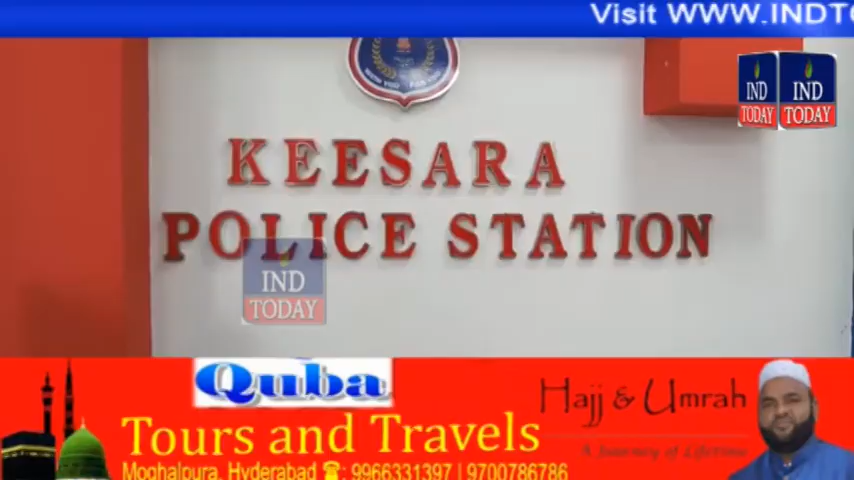 Visit WWW.INDTO
IND TODAY
IND TODAY
KEESARA
POLICE STATION
IND
TODAY
Quba
Hajj & Umrah
Tours and Travels
A Journey of Lifetime
Moghalpura, Hyderabad ☎: 9966331397 | 9700786786